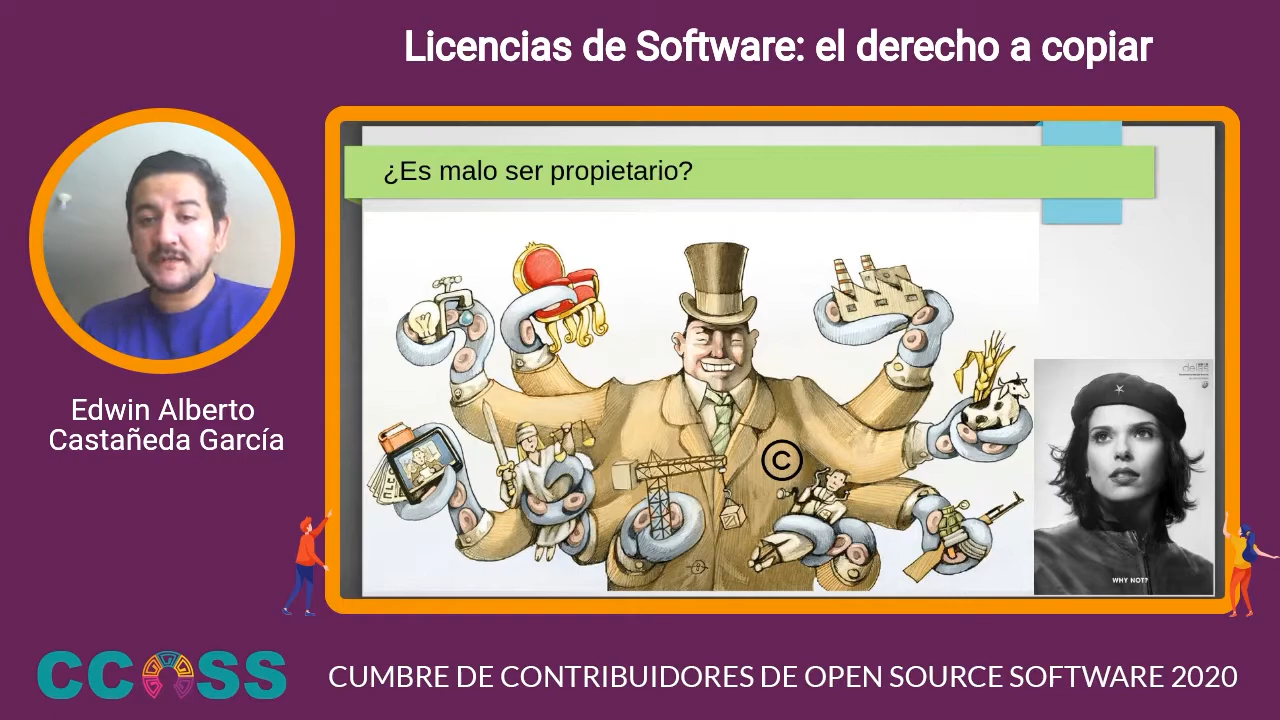 Licencias de Software: el derecho a copiar
¿Es malo ser propietario?
©
WHY NOT?
Edwin Alberto
Castañeda García
CCOSS
CUMBRE DE CONTRIBUIDORES DE OPEN SOURCE SOFTWARE 2020